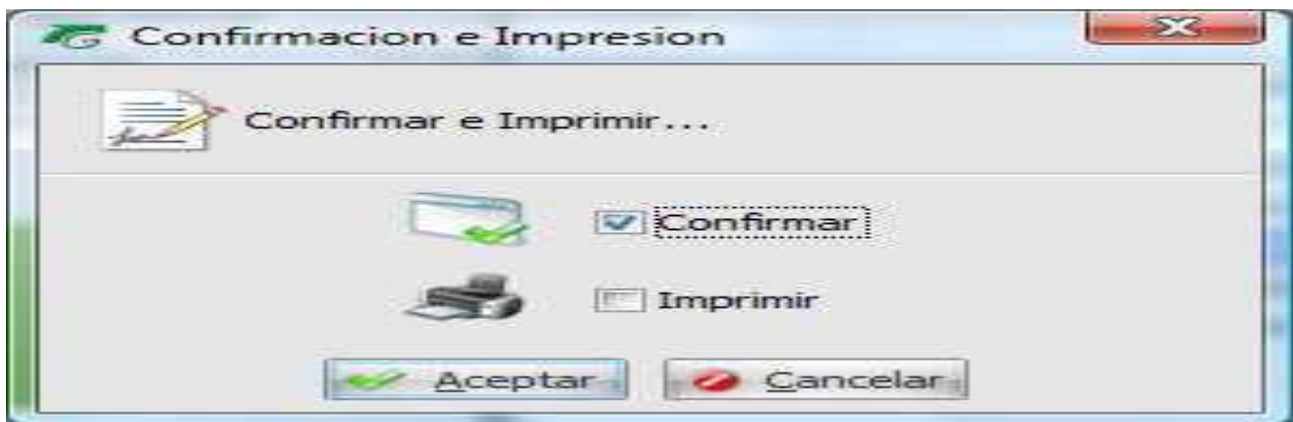 Confirmacion e Impresion
Confirmar e Imprimir...
Confirmar
Imprimir
Aceptar Cancelar